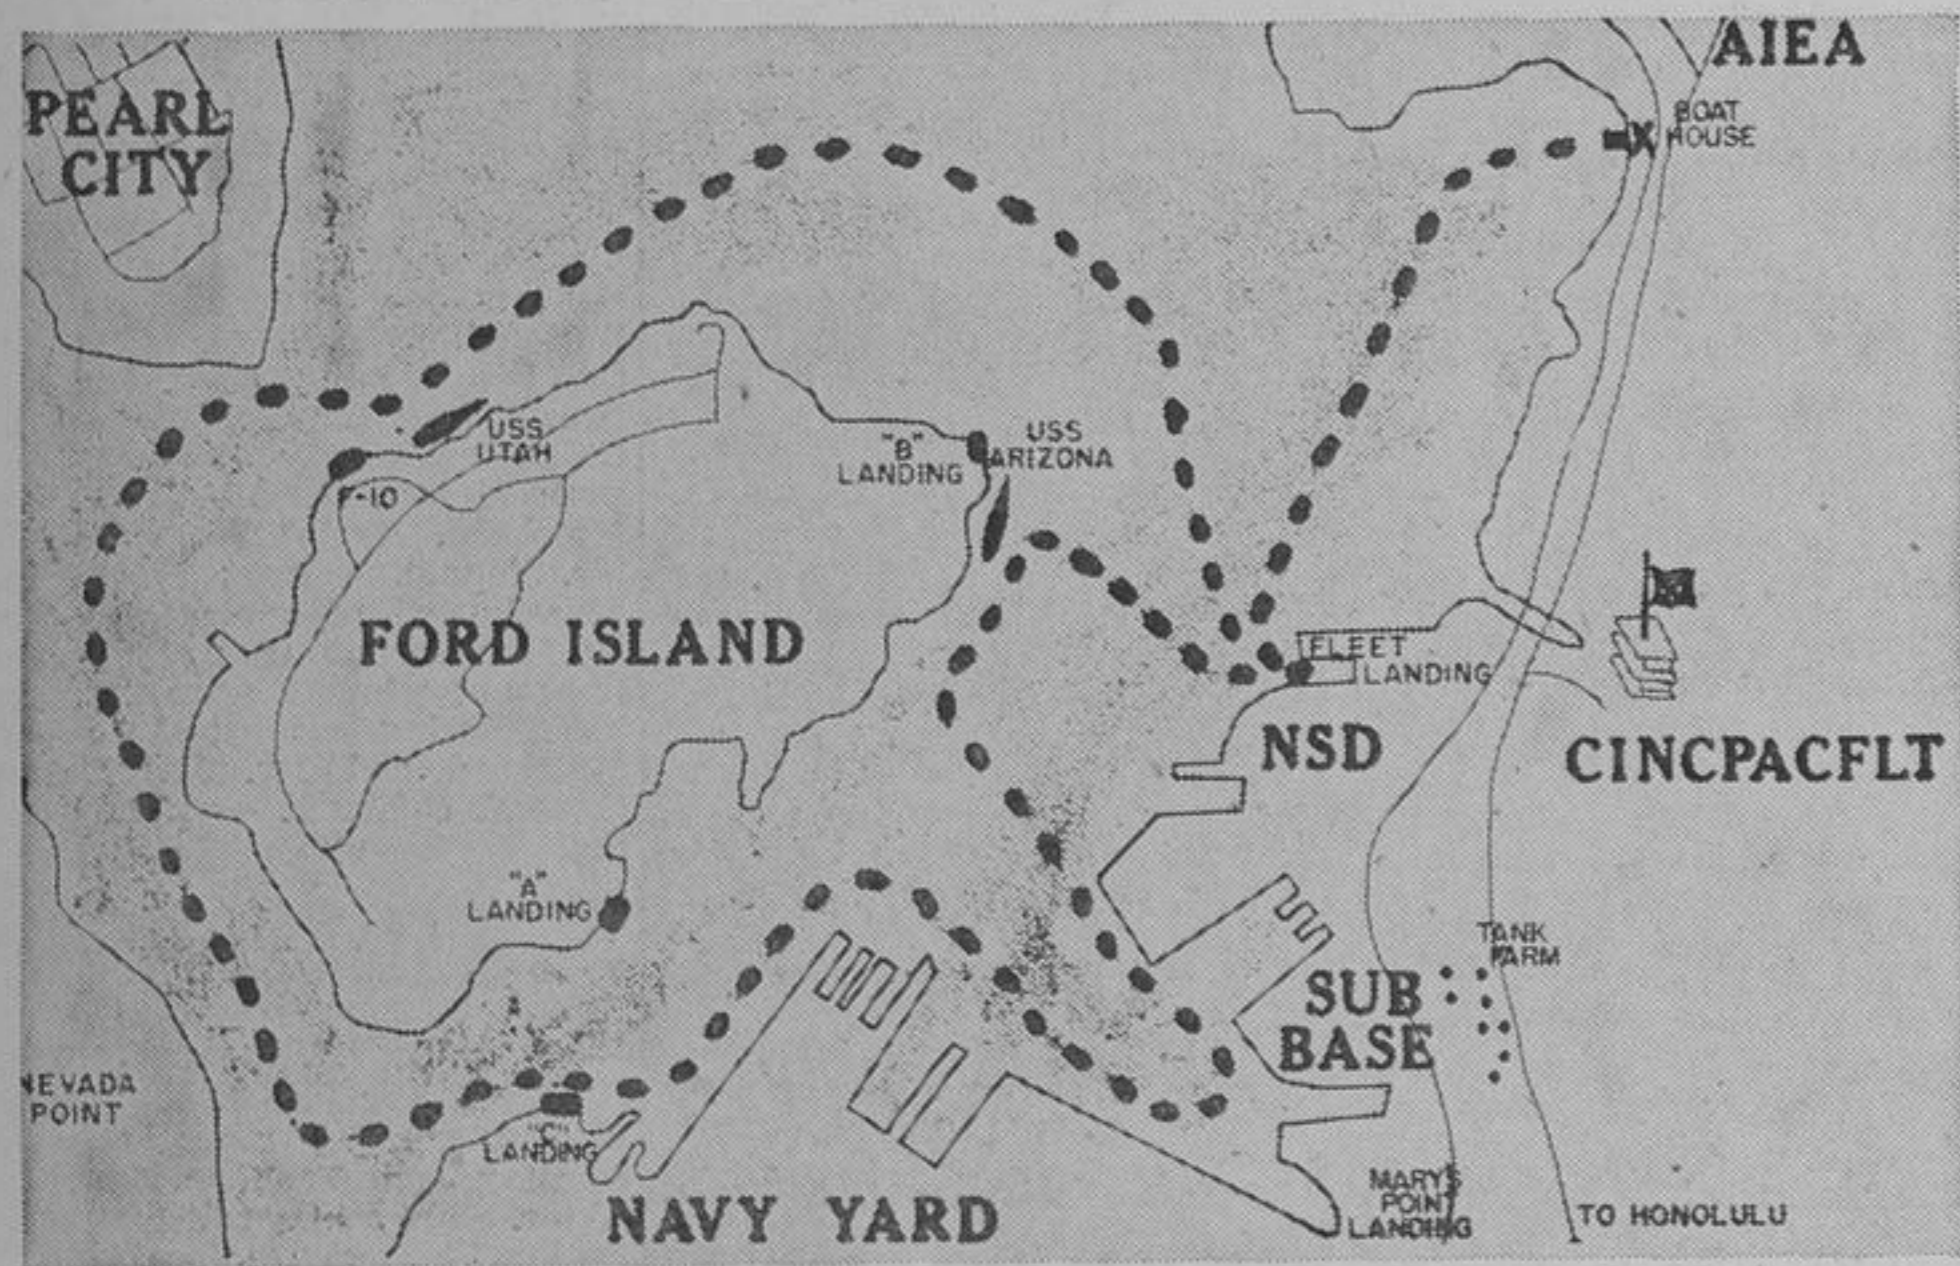 AIEA
PEARL
CITY
BOAT
HOUSE
USS
UTAH
"B"
LANDING
USS
ARIZONA
F-10
FORD ISLAND
FLEET
LANDING
NSD
CINCPACFLT
"A"
LANDING
TANK
FARM
SUB
BASE
NEVADA
POINT
"C"
LANDING
MARY'S
POINT
LANDING
NAVY YARD
TO HONOLULU